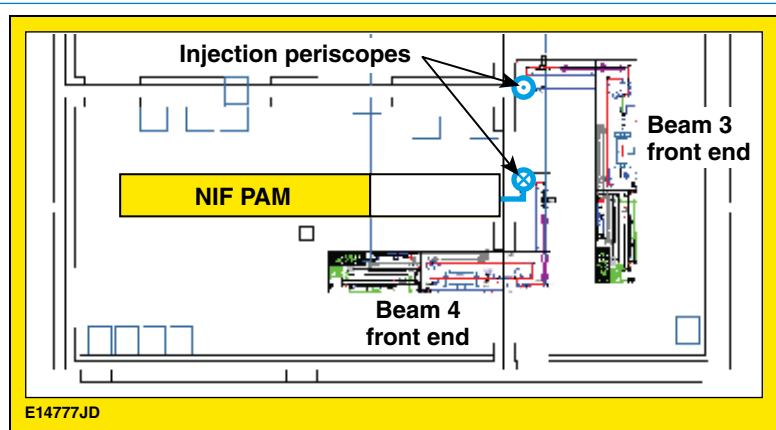 Injection periscopes
Beam 3
front end
NIF PAM
Beam 4
front end
E14777JD